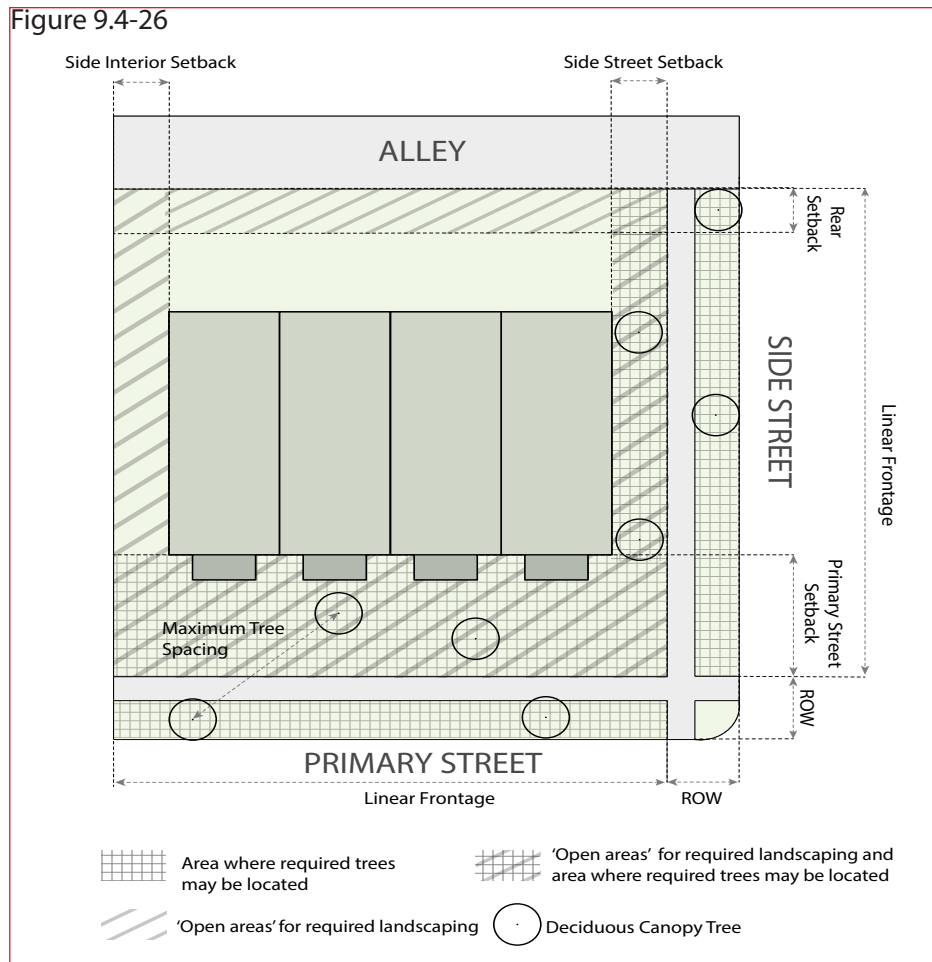 Figure 9.4-26
Side Interior Setback
Side Street Setback
ALLEY
Rear
Setback
SIDE STREET
Linear Frontage
Primary Street
Setback
Maximum Tree
Spacing
ROW
PRIMARY STREET
Linear Frontage
ROW
Area where required trees
may be located
'Open areas' for required landscaping and
area where required trees may be located
'Open areas' for required landscaping
Deciduous Canopy Tree